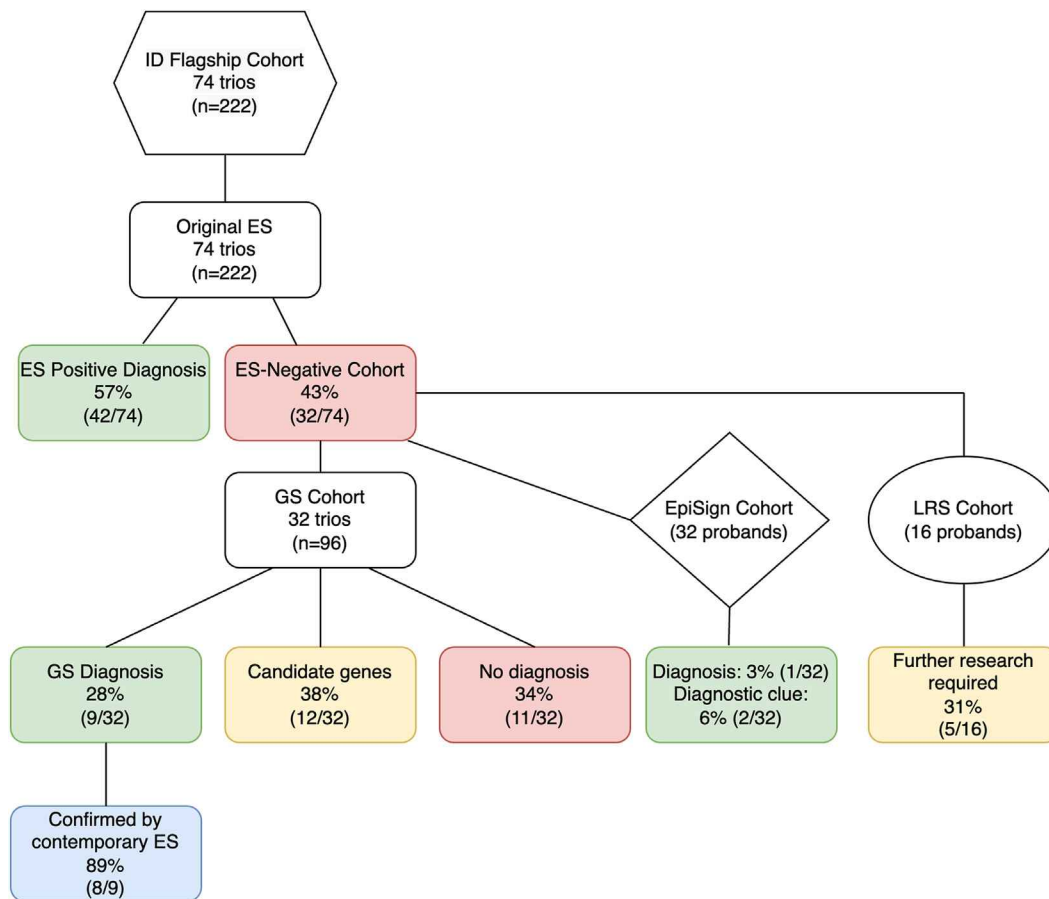 ID Flagship Cohort
74 trios
(n=222)
Original ES
74 trios
(n=222)
ES Positive Diagnosis
57%
(42/74)
ES-Negative Cohort
43%
(32/74)
GS Cohort
32 trios
(n=96)
EpiSign Cohort
(32 probands)
LRS Cohort
(16 probands)
GS Diagnosis
28%
(9/32)
Candidate genes
38%
(12/32)
No diagnosis
34%
(11/32)
Diagnosis: 3% (1/32)
Diagnostic clue:
6% (2/32)
Further research
required
31%
(5/16)
Confirmed by
contemporary ES
89%
(8/9)